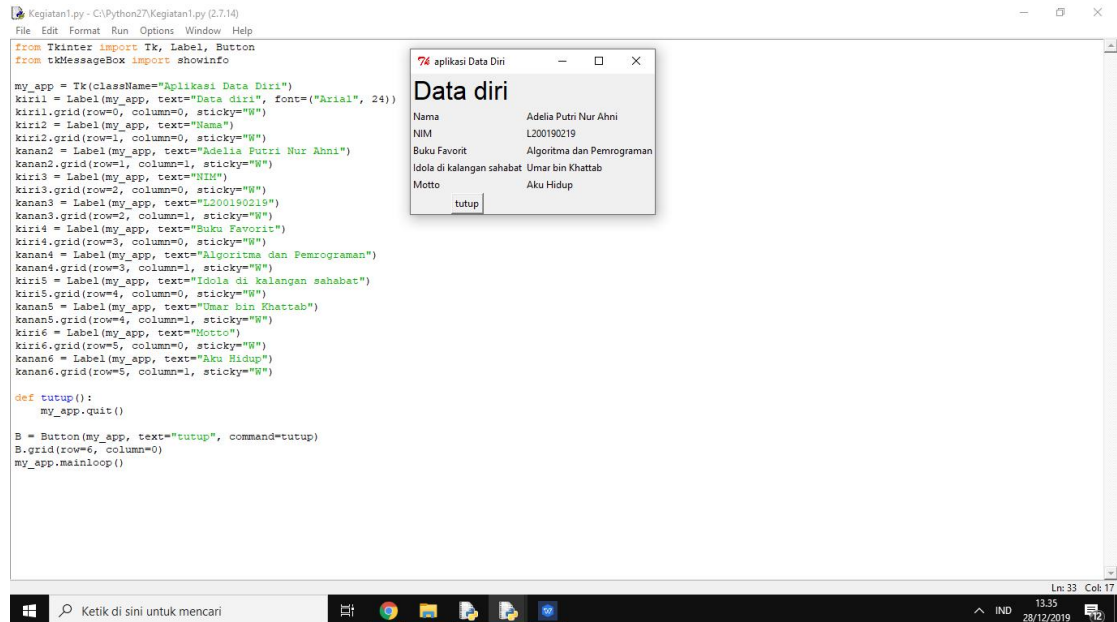 Kegiatan1.py - C:\Python27\Kegiatan1.py (2.7.14)
File Edit Format Run Options Window Help
from Tkinter import Tk, Label, Button
from tkMessageBox import showinfo
my_app = Tk(className="Aplikasi Data Diri")
kiri1 = Label(my_app, text="Data diri", font=("Arial", 24))
kiri1.grid(row=0, column=0, sticky="W")
kiri2 = Label(my_app, text="Nama")
kiri2.grid(row=1, column=0, sticky="W")
kanan2 = Label(my_app, text="Adelia Putri Nur Ahni")
kanan2.grid(row=1, column=1, sticky="W")
kiri3 = Label(my_app, text="NIM")
kiri3.grid(row=2, column=0, sticky="W")
kanan3 = Label(my_app, text="L200190219")
kanan3.grid(row=2, column=1, sticky="W")
kiri4 = Label(my_app, text="Buku Favorit")
kiri4.grid(row=3, column=0, sticky="W")
kanan4 = Label(my_app, text="Algoritma dan Pemrograman")
kanan4.grid(row=3, column=1, sticky="W")
kiri5 = Label(my_app, text="Idola di kalangan sahabat")
kiri5.grid(row=4, column=0, sticky="W")
kanan5 = Label(my_app, text="Umar bin Khattab")
kanan5.grid(row=4, column=1, sticky="W")
kiri6 = Label(my_app, text="Motto")
kiri6.grid(row=5, column=0, sticky="W")
kanan6 = Label(my_app, text="Aku Hidup")
kanan6.grid(row=5, column=1, sticky="W")
def tutup():
    my_app.quit()
B = Button(my_app, text="tutup", command=tutup)
B.grid(row=6, column=0)
my_app.mainloop()
aplikasi Data Diri
Data diri
Nama Adelia Putri Nur Ahni
NIM L200190219
Buku Favorit Algoritma dan Pemrograman
Idola di kalangan sahabat Umar bin Khattab
Motto Aku Hidup
tutup
Ln: 33 Col: 17
Ketik di sini untuk mencari
IND
13.35
28/12/2019
12